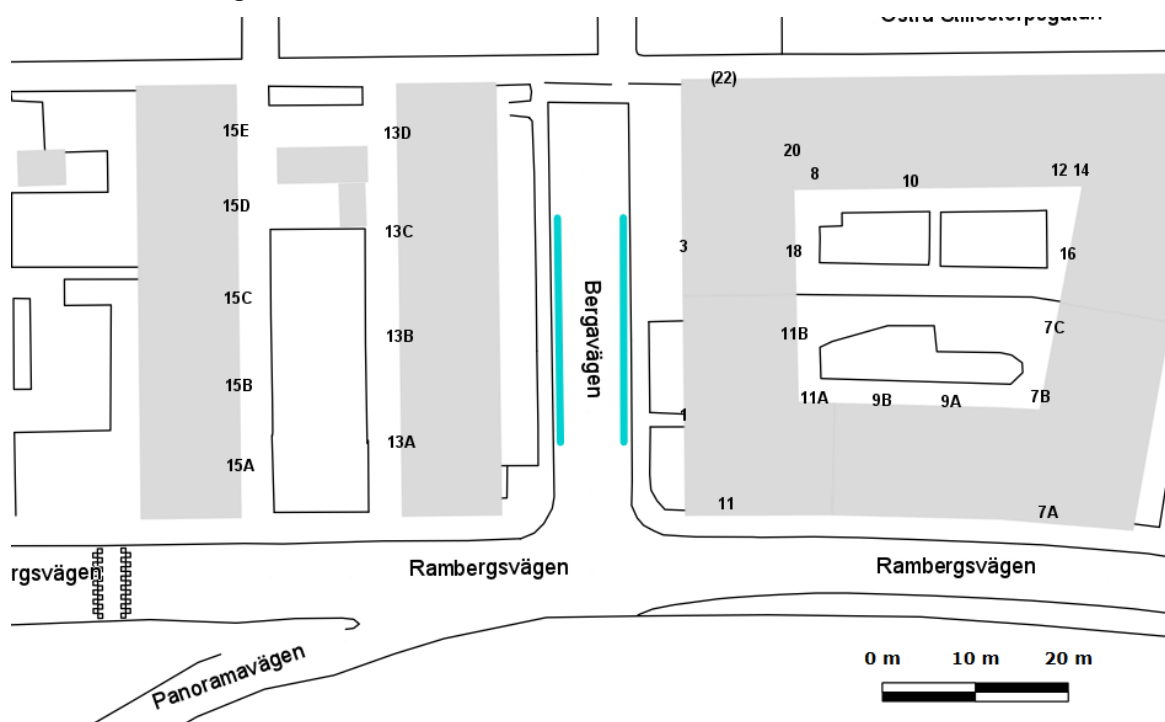 (22)
15E
13D
20
8
10
12 14
15D
13C
3
18
16
15C
Bergavägen
13B
11B
7C
15B
11A
9B
9A
7B
13A
15A
11
7A
rgsvägen
Rambergsvägen
Rambergsvägen
Panoramavägen
0 m 10 m 20 m